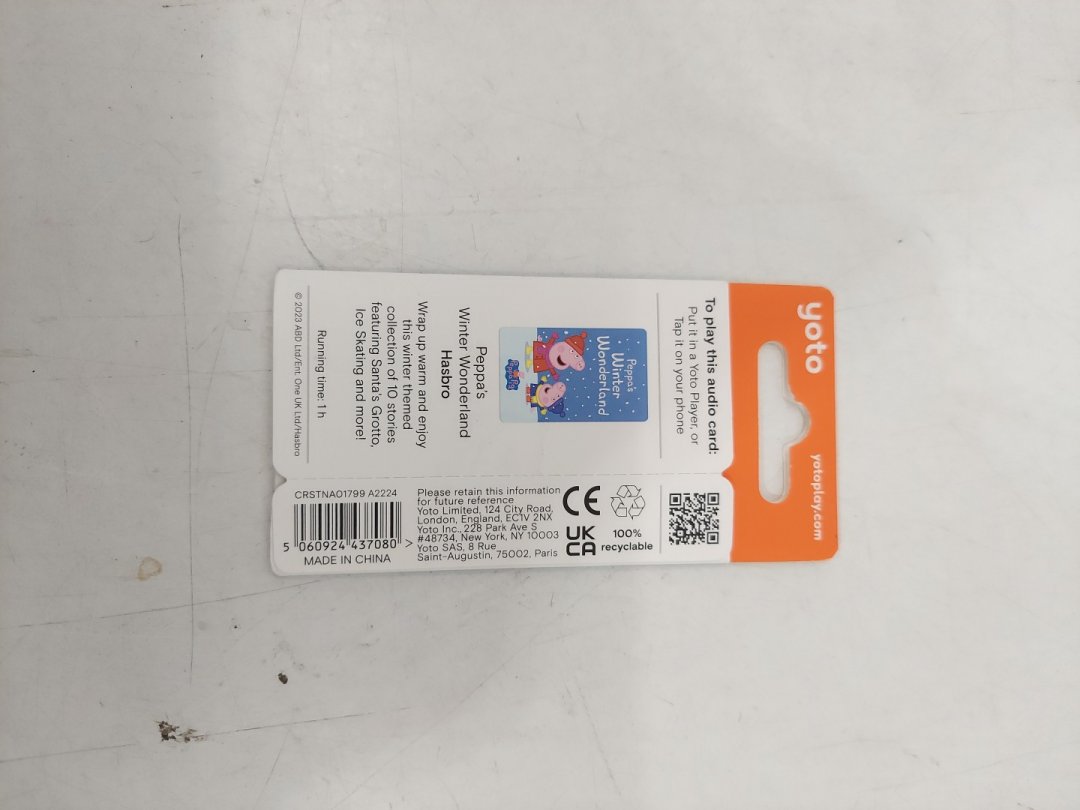 yoto
yotoplay.com
To play this audio card:
Put it in a Yoto Player, or
Tap it on your phone
Peppa's
Winter
Wonderland
Peppa Pig
Peppa's
Winter Wonderland
Hasbro
Wrap up warm and enjoy
this winter themed
collection of 10 stories
featuring Santa's Grotto,
Ice Skating and more!
Running time: 1 h
© 2023 ABD Ltd/Ent. One UK Ltd/Hasbro
CRSTNA01799 A2224
5 060924 437080 >
MADE IN CHINA
Please retain this information
for future reference
Yoto Limited, 124 City Road,
London, England, EC1V 2NX
Yoto Inc., 228 Park Ave S
#48734, New York, NY 10003
Yoto SAS, 8 Rue
Saint-Augustin, 75002, Paris
CE
UK
CA
100%
recyclable